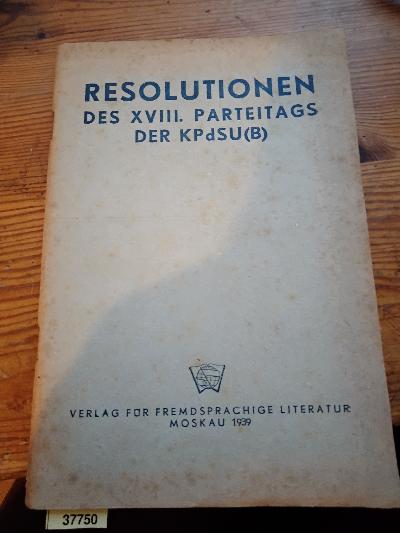 RESOLUTIONEN
DES XVIII. PARTEITAGS
DER KPdSU(B)
VERLAG FÜR FREMDSPRACHIGE LITERATUR
MOSKAU 1939
37750